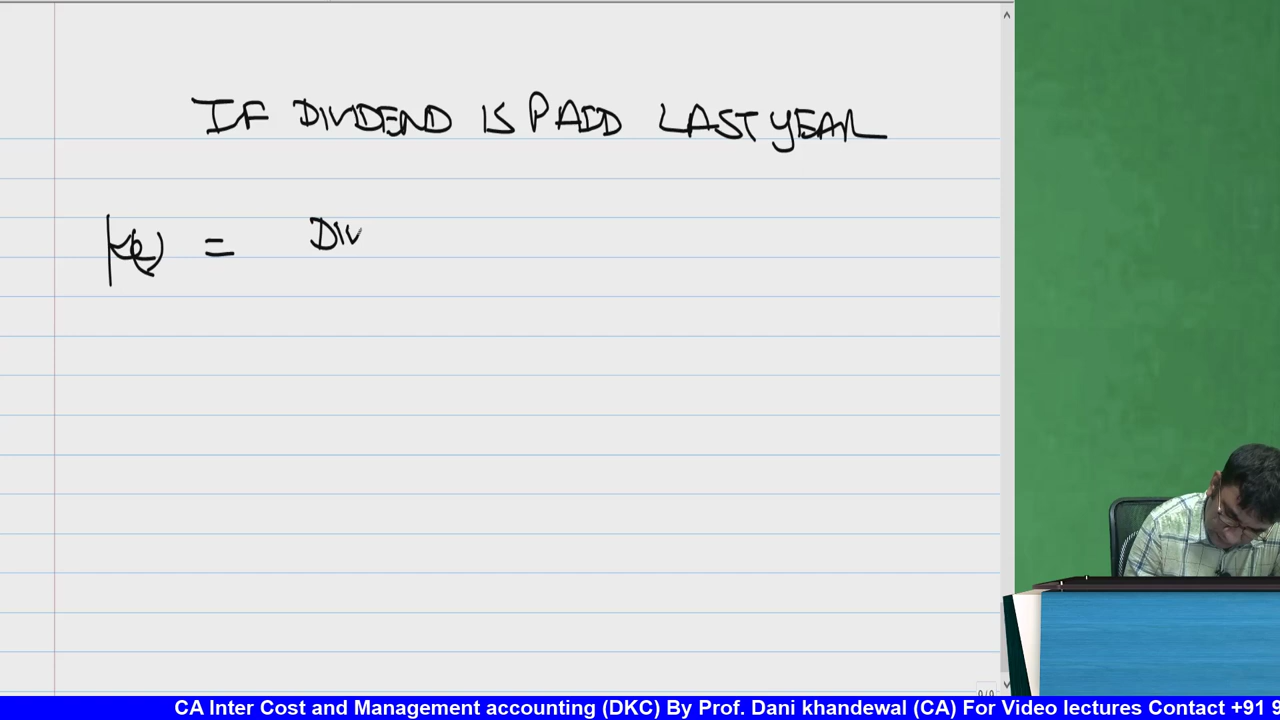 IF DIVIDEND IS PAID LAST YEAR
Ke = DIV
CA Inter Cost and Management accounting (DKC) By Prof. Dani khandewal (CA) For Video lectures Contact +91 9